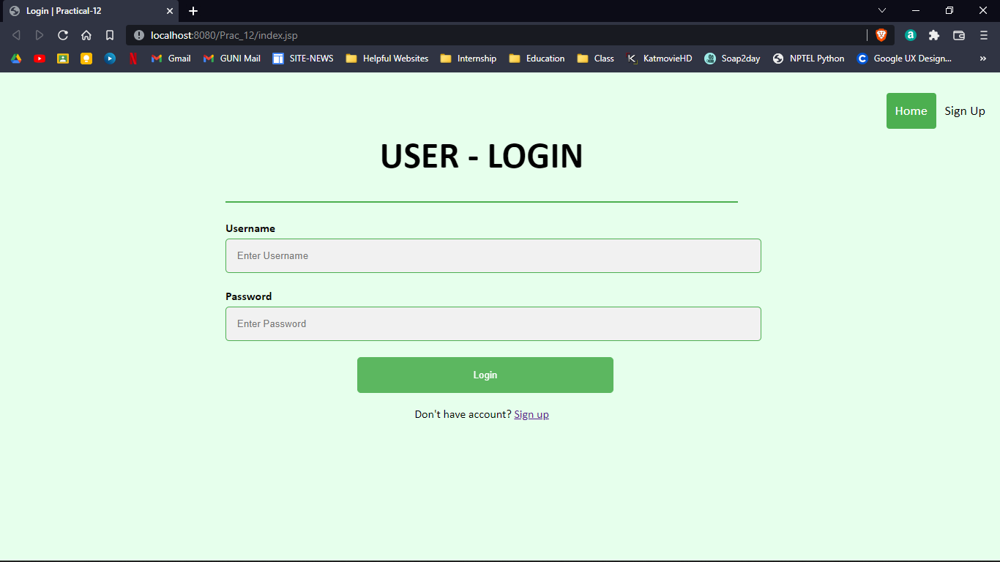 Login | Practical-12
localhost:8080/Prac_12/index.jsp
Gmail GUNI Mail SITE-NEWS Helpful Websites Internship Education Class KatmovieHD Soap2day NPTEL Python Google UX Design... »
Home Sign Up
USER - LOGIN
Username
Enter Username
Password
Enter Password
Login
Don't have account? Sign up